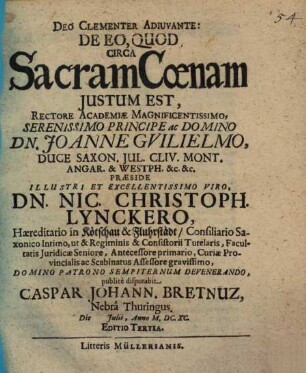 54.
DEO CLEMENTER ADIUVANTE:
DE EO, QUOD
CIRCA
Sacram Cœnam
JUSTUM EST,
RECTORE ACADEMIÆ MAGNIFICENTISSIMO,
SERENISSIMO PRINCIPE ac DOMINO
DN. JOANNE GVILIELMO,
DUCE SAXON. JUL. CLIV. MONT.
ANGAR. & WESTPH. &c. &c.
PRÆSIDE
ILLUSTRI ET EXCELLENTISSIMO VIRO,
DN. NIC. CHRISTOPH.
LYNCKERO,
Hæreditario in Kötschau & Fluhrstädt/ Consiliario Sa-
xonico Intimo, ut & Regiminis & Consistorii Tutelaris, Facul-
tatis Juridicæ Seniore, Antecessore primario, Curiæ Pro-
vincialis ac Scabinatus Assessore gravissimo,
DOMINO PATRONO SEMPITERNUM DEVENERANDO,
publicè disputabit
CASPAR JOHANN. BRETNUZ,
Nebrâ Thuringus.
Die Julii, Anno M. DC. XC.
EDITIO TERTIA.
Litteris MÜLLERIANIS.